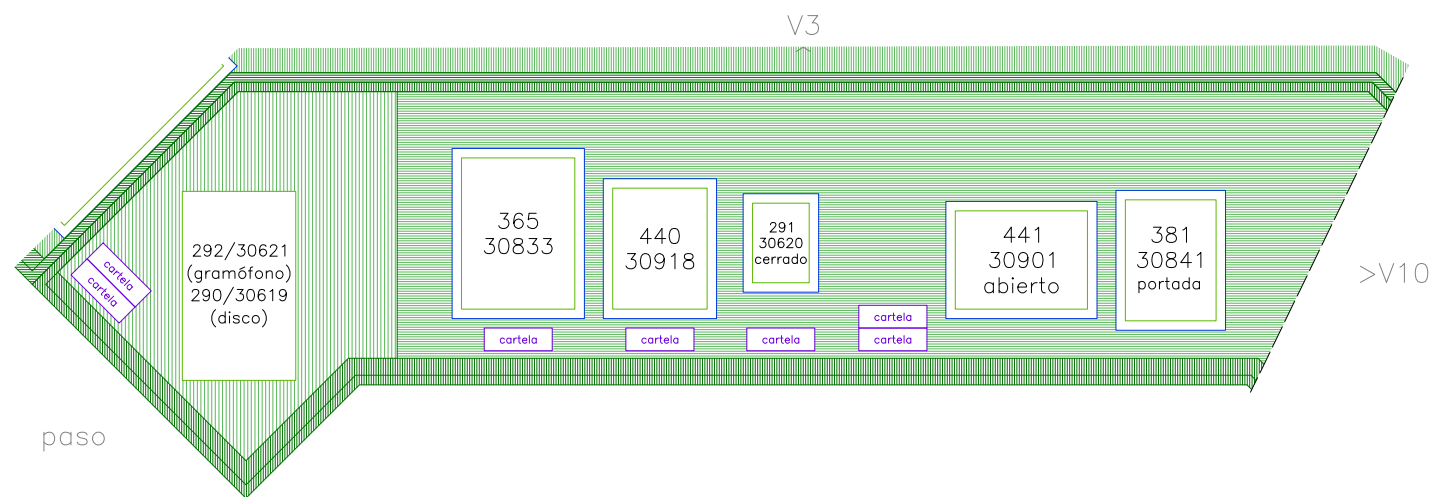 V3
292/30621
(gramófono)
290/30619
(disco)
cartela
cartela
365
30833
440
30918
291
30620
cerrado
441
30901
abierto
381
30841
portada
>V10
cartela
cartela
cartela
cartela
cartela
paso